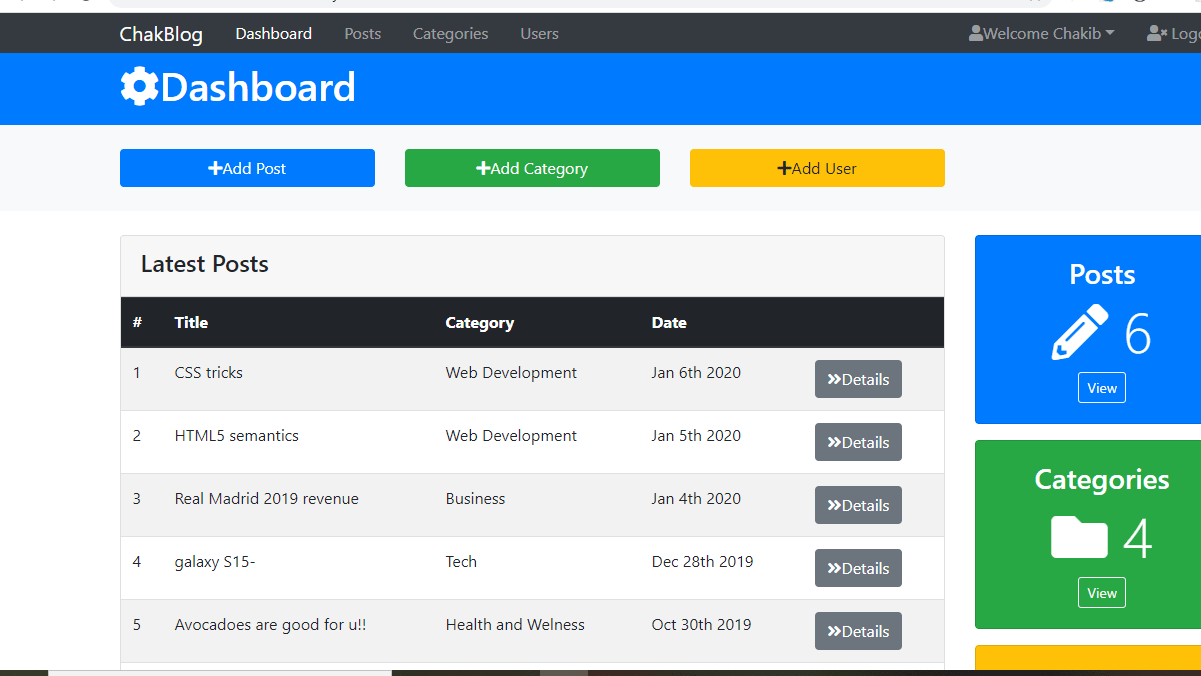 ChakBlog Dashboard Posts Categories Users Welcome Chakib
Dashboard
Add Post Add Category Add User
Latest Posts
# Title Category Date
1 CSS tricks Web Development Jan 6th 2020 Details
2 HTML5 semantics Web Development Jan 5th 2020 Details
3 Real Madrid 2019 revenue Business Jan 4th 2020 Details
4 galaxy S15- Tech Dec 28th 2019 Details
5 Avocadoes are good for u!! Health and Welness Oct 30th 2019 Details
Posts
6
View
Categories
4
View